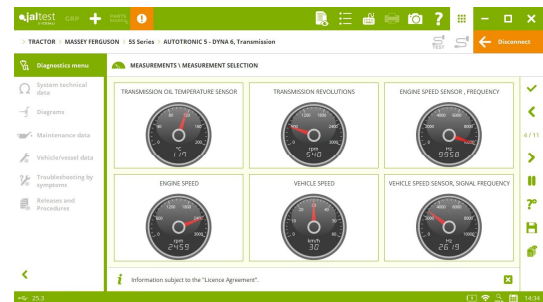 jaltest
PARTS
?
TEST
> TRACTOR > MASSEY FERGUSON > 5S Series > AUTOTRONIC 5 - DYNA 6, Transmission
Disconnect
Diagnostics menu
System technical
data
Diagrams
Maintenance data
Vehicle/vessel data
Troubleshooting by
symptoms
Releases and
Procedures
MEASUREMENTS \ MEASUREMENT SELECTION
TRANSMISSION OIL TEMPERATURE SENSOR
TRANSMISSION REVOLUTIONS
ENGINE SPEED SENSOR , FREQUENCY
°C
117
rpm
540
Hz
9950
4 / 11
ENGINE SPEED
VEHICLE SPEED
VEHICLE SPEED SENSOR, SIGNAL FREQUENCY
rpm
2459
km/h
30
Hz
2619
i Information subject to the "Licence Agreement".
25.3
14:34